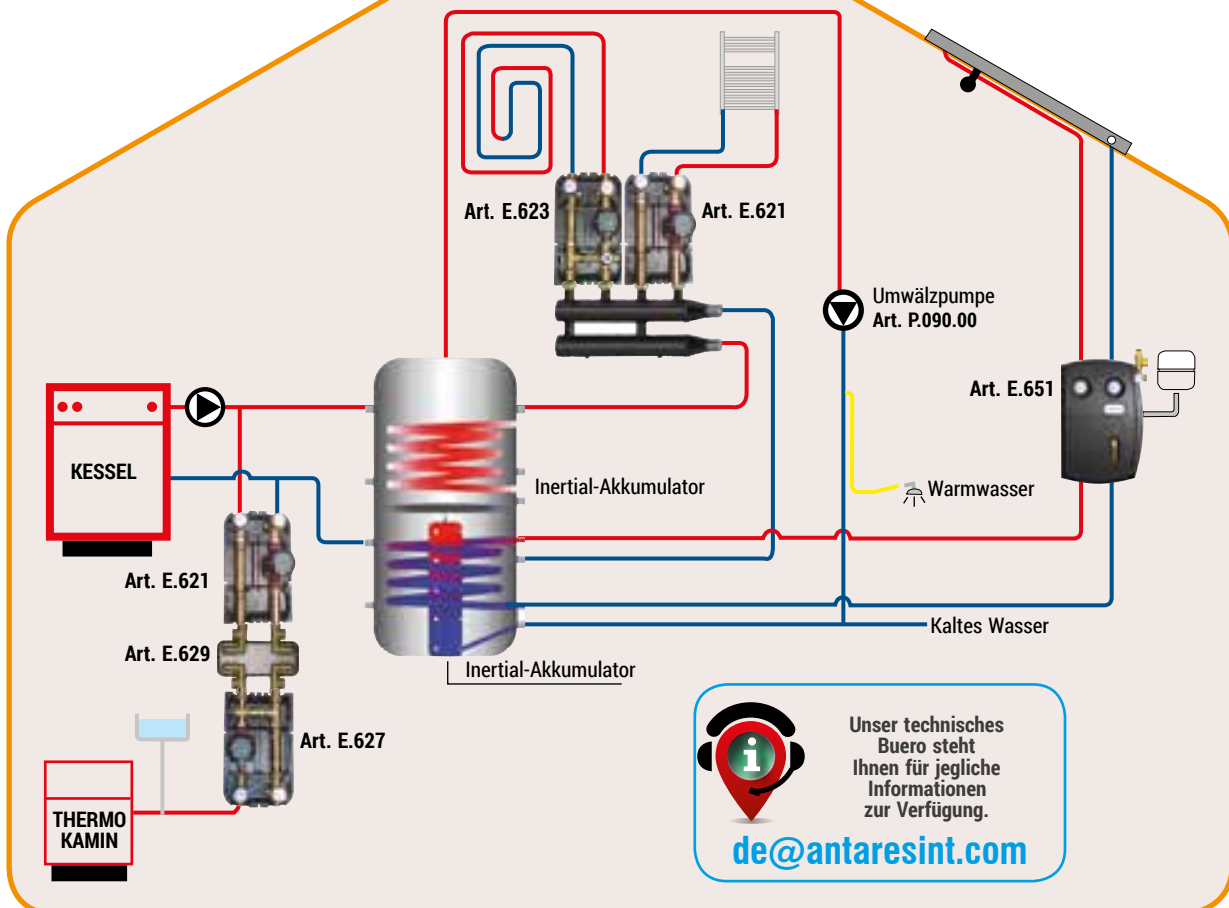 Art. E.623
Art. E.621
Umwälzpumpe
Art. P.090.00
Art. E.651
KESSEL
Inertial-Akkumulator
Warmwasser
Art. E.621
Kaltes Wasser
Art. E.629
Inertial-Akkumulator
Art. E.627
THERMO
KAMIN
i
Unser technisches
Buero steht
Ihnen für jegliche
Informationen
zur Verfügung.
de@antaresint.com